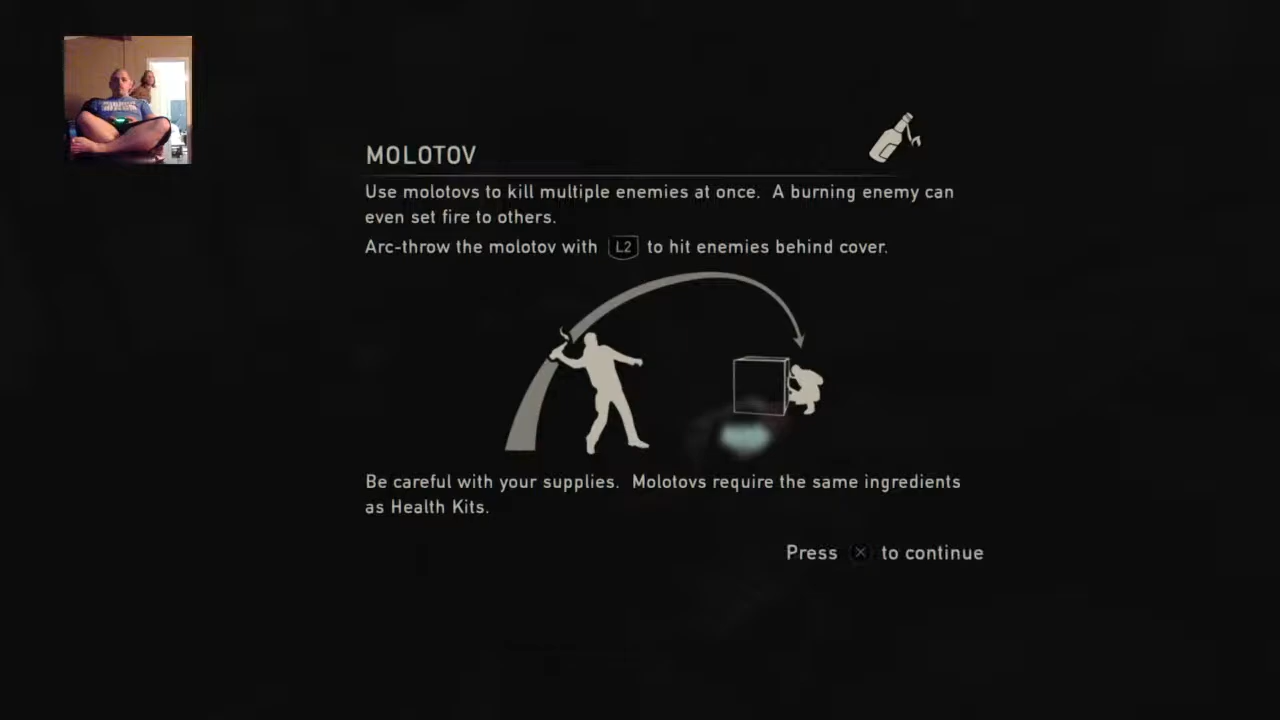 MOLOTOV
Use molotovs to kill multiple enemies at once. A burning enemy can
even set fire to others.
Arc-throw the molotov with L2 to hit enemies behind cover.
Be careful with your supplies. Molotovs require the same ingredients
as Health Kits.
Press ✕ to continue